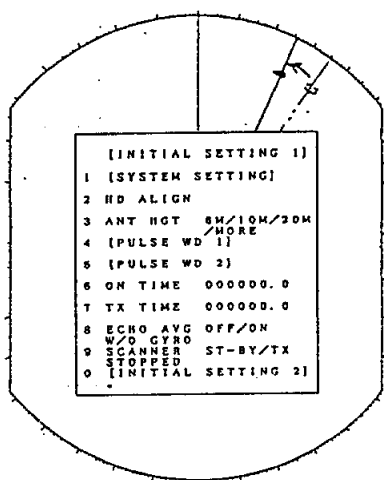 [INITIAL SETTING 1]
1 [SYSTEM SETTING]
2 HD ALIGN
3 ANT HGT 6M/10M/20M
/MORE
4 [PULSE WD 1]
5 [PULSE WD 2]
6 ON TIME 000000.0
7 TX TIME 000000.0
8 ECHO AVG OFF/ON
W/O GYRO
9 SCANNER ST-BY/TX
STOPPED
0 [INITIAL SETTING 2]